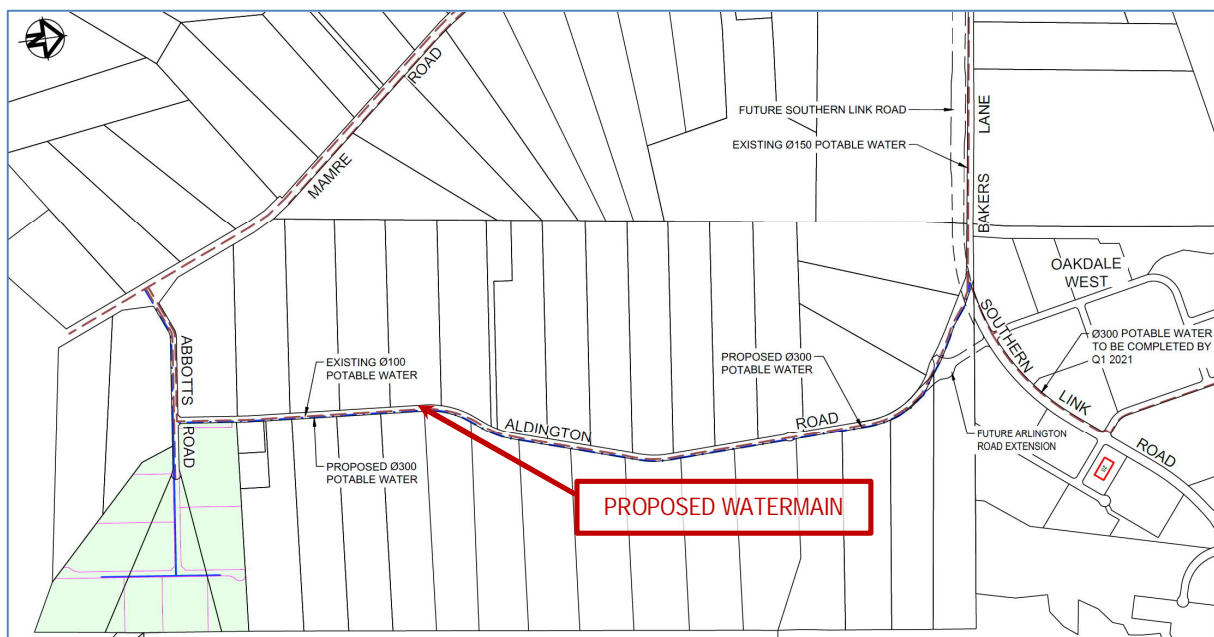 N
MAMRE ROAD
FUTURE SOUTHERN LINK ROAD
EXISTING Ø150 POTABLE WATER
BAKERS LANE
OAKDALE
WEST
SOUTHERN LINK ROAD
Ø300 POTABLE WATER
TO BE COMPLETED BY
Q1 2021
ABBOTTS ROAD
EXISTING Ø100
POTABLE WATER
PROPOSED Ø300
POTABLE WATER
ALDINGTON ROAD
PROPOSED Ø300
POTABLE WATER
FUTURE ARLINGTON
ROAD EXTENSION
PROPOSED WATERMAIN